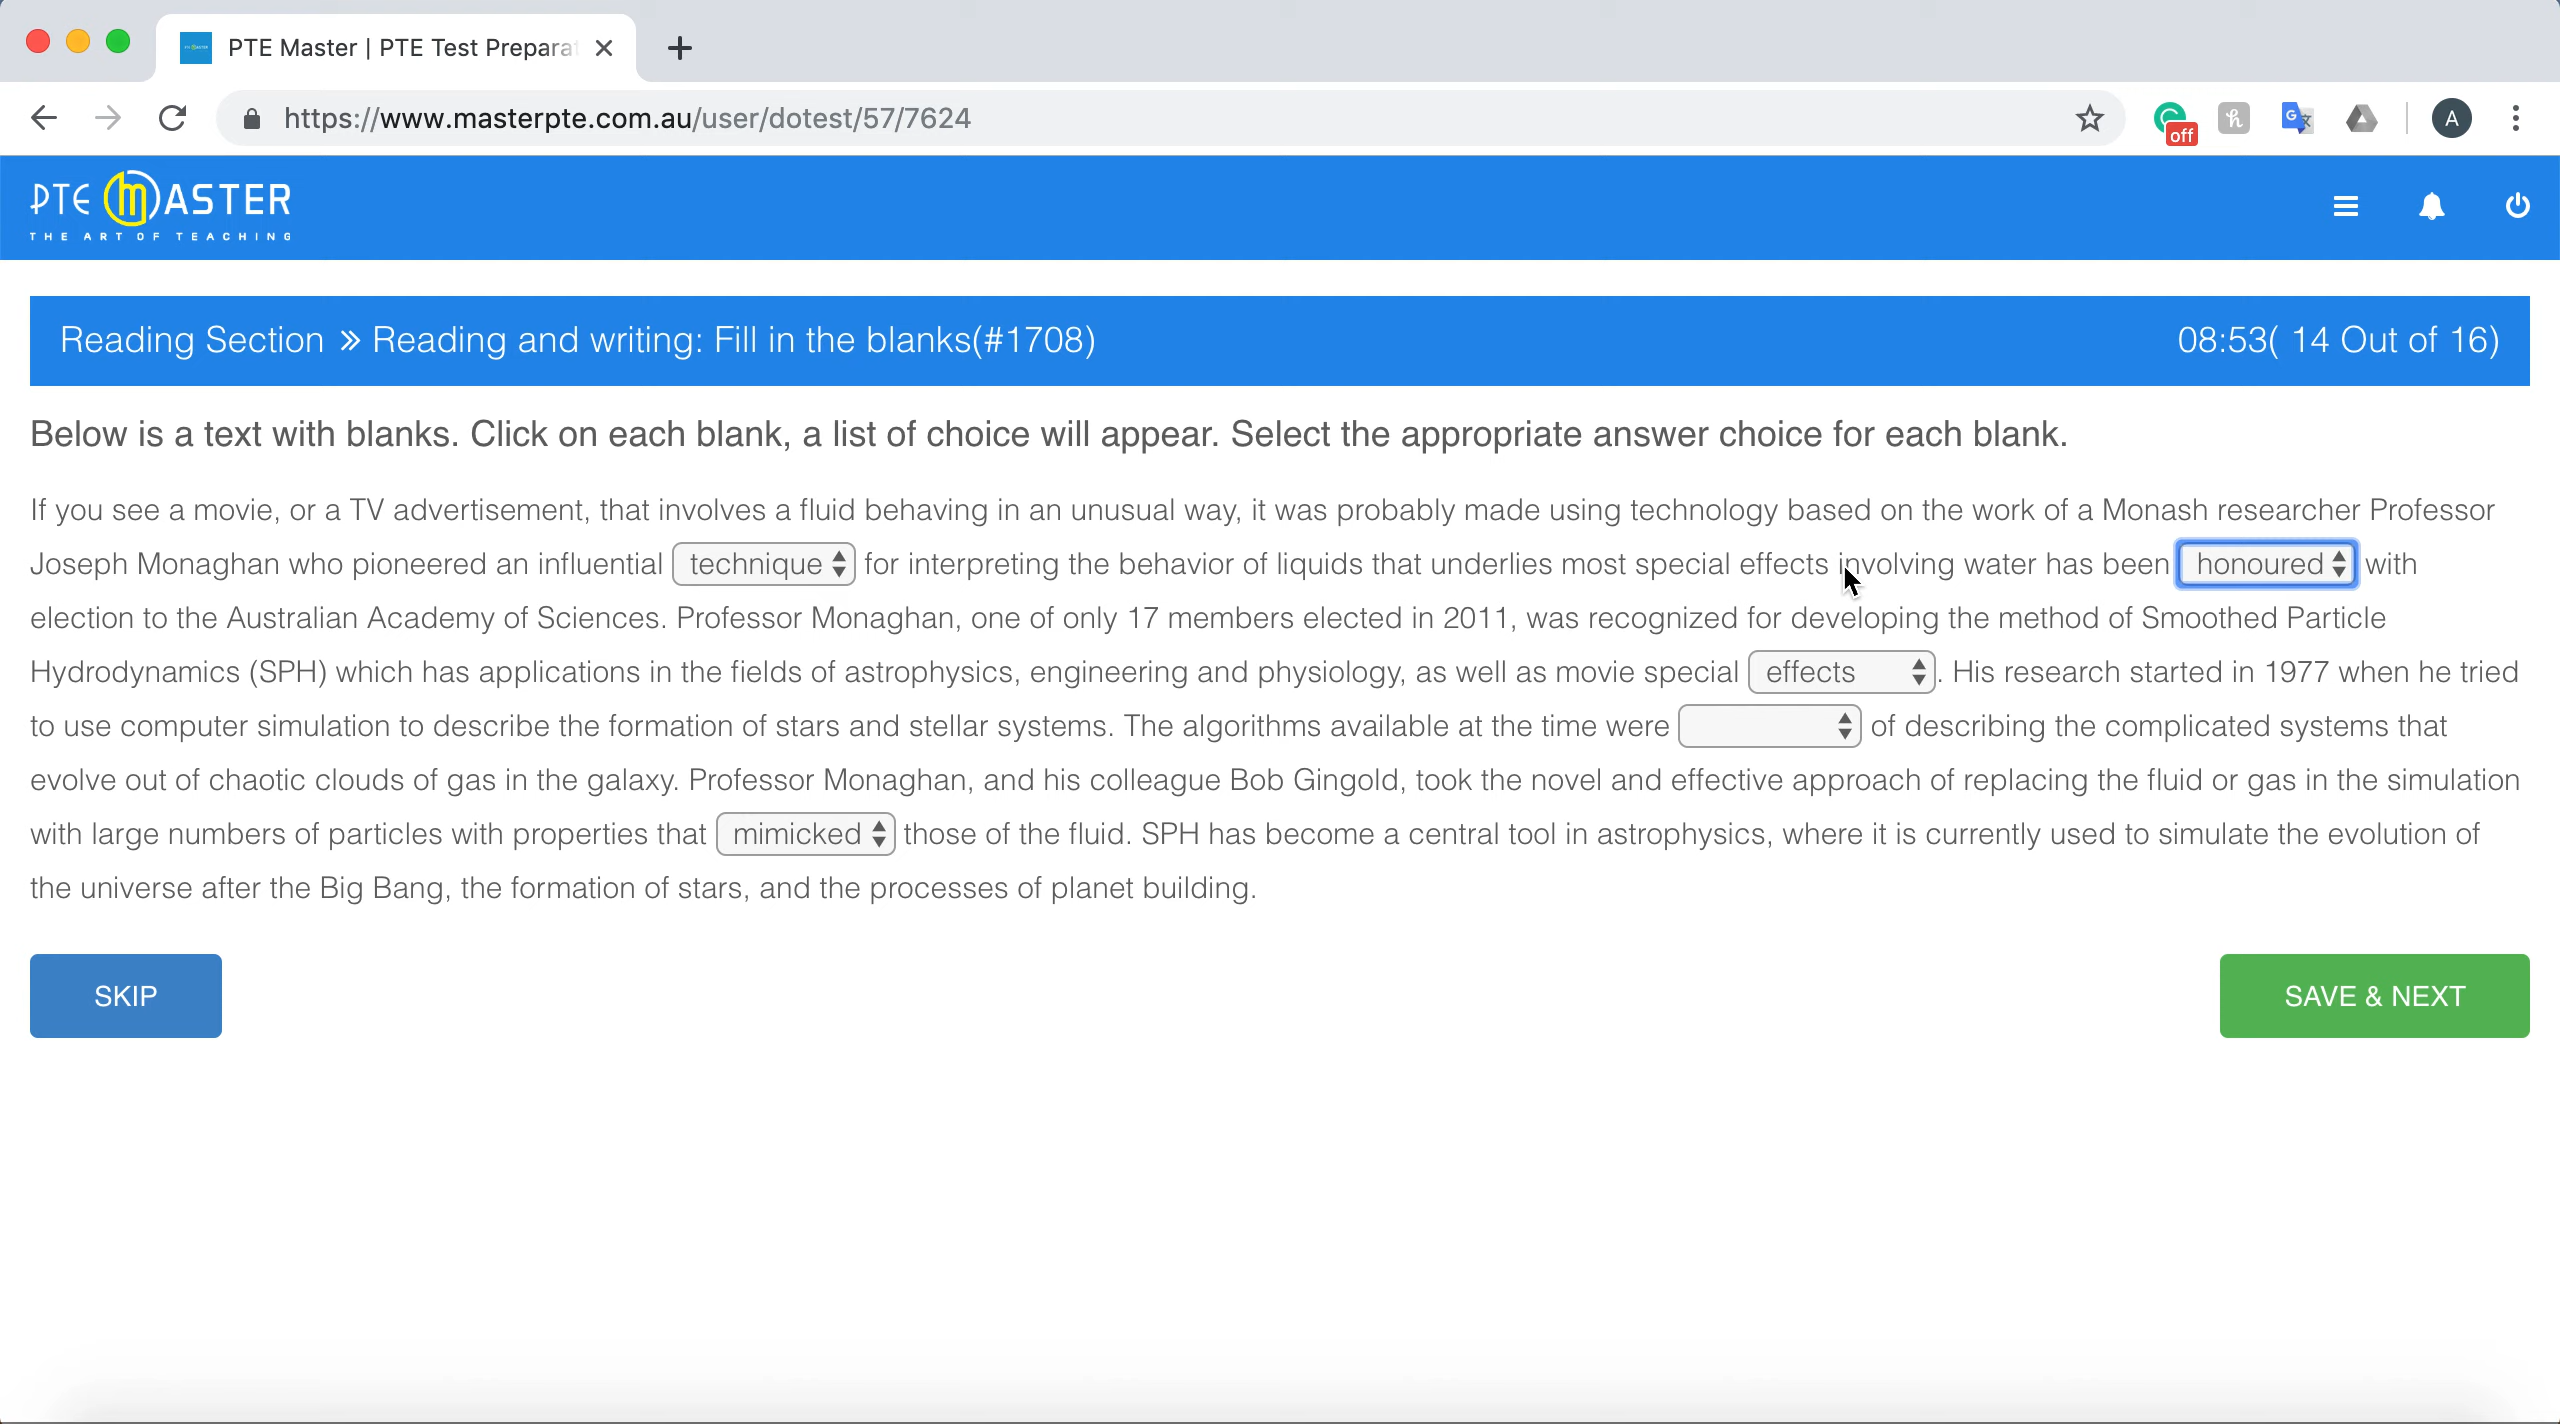 PTE Master | PTE Test Prepara
https://www.masterpte.com.au/user/dotest/57/7624
off
A
PTE MASTER
THE ART OF TEACHING
Reading Section » Reading and writing: Fill in the blanks(#1708)
08:53( 14 Out of 16)
Below is a text with blanks. Click on each blank, a list of choice will appear. Select the appropriate answer choice for each blank.
If you see a movie, or a TV advertisement, that involves a fluid behaving in an unusual way, it was probably made using technology based on the work of a Monash researcher Professor
Joseph Monaghan who pioneered an influential technique for interpreting the behavior of liquids that underlies most special effects involving water has been honoured with
election to the Australian Academy of Sciences. Professor Monaghan, one of only 17 members elected in 2011, was recognized for developing the method of Smoothed Particle
Hydrodynamics (SPH) which has applications in the fields of astrophysics, engineering and physiology, as well as movie special effects . His research started in 1977 when he tried
to use computer simulation to describe the formation of stars and stellar systems. The algorithms available at the time were of describing the complicated systems that
evolve out of chaotic clouds of gas in the galaxy. Professor Monaghan, and his colleague Bob Gingold, took the novel and effective approach of replacing the fluid or gas in the simulation
with large numbers of particles with properties that mimicked those of the fluid. SPH has become a central tool in astrophysics, where it is currently used to simulate the evolution of
the universe after the Big Bang, the formation of stars, and the processes of planet building.
SKIP
SAVE & NEXT